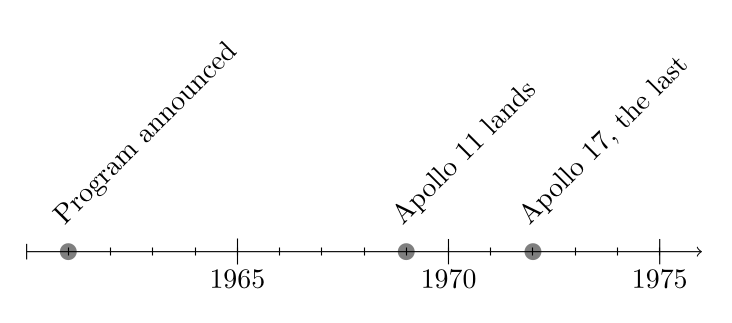 Program announced
Apollo 11 lands
Apollo 17, the last
1965
1970
1975